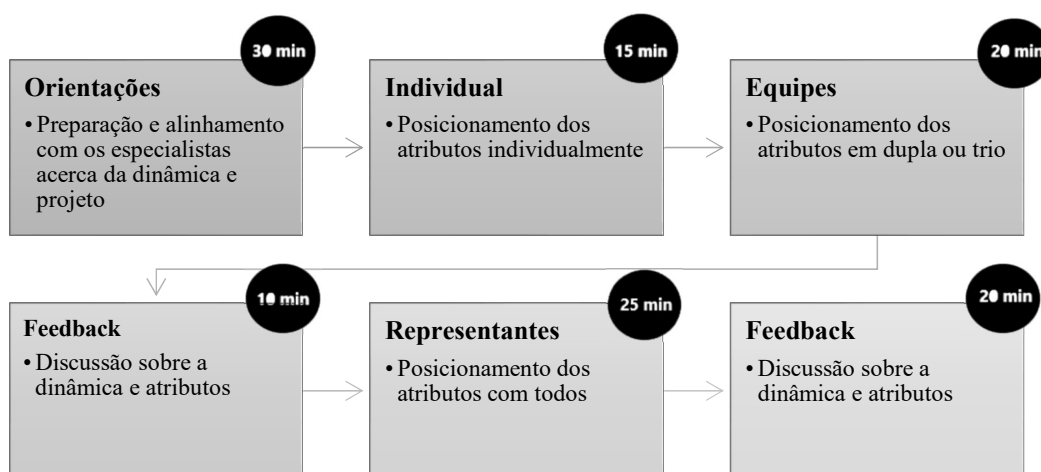 30 min
Orientações
• Preparação e alinhamento
com os especialistas
acerca da dinâmica e
projeto
15 min
Individual
• Posicionamento dos
atributos individualmente
20 min
Equipes
• Posicionamento dos
atributos em dupla ou trio
10 min
Feedback
• Discussão sobre a
dinâmica e atributos
25 min
Representantes
• Posicionamento dos
atributos com todos
20 min
Feedback
• Discussão sobre a
dinâmica e atributos